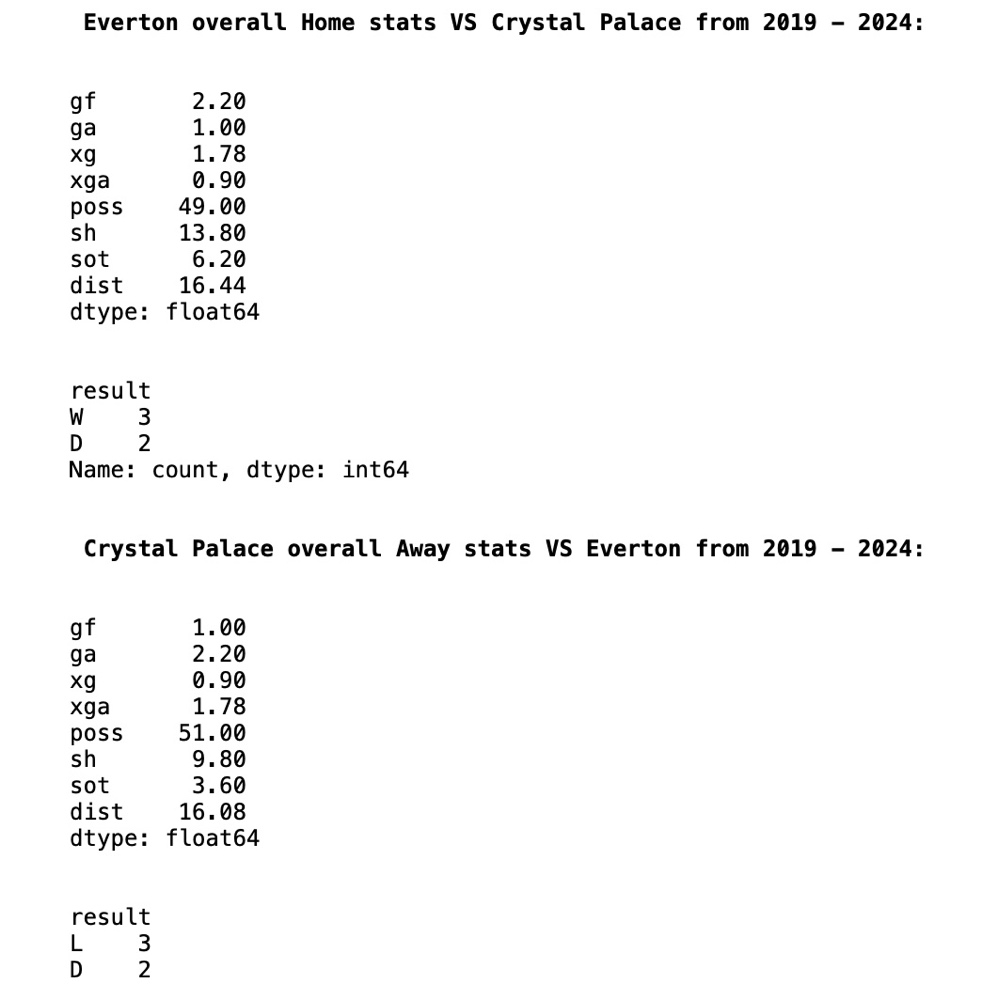 Everton overall Home stats VS Crystal Palace from 2019 – 2024:
gf 2.20
ga 1.00
xg 1.78
xga 0.90
poss 49.00
sh 13.80
sot 6.20
dist 16.44
dtype: float64
result
W 3
D 2
Name: count, dtype: int64
Crystal Palace overall Away stats VS Everton from 2019 – 2024:
gf 1.00
ga 2.20
xg 0.90
xga 1.78
poss 51.00
sh 9.80
sot 3.60
dist 16.08
dtype: float64
result
L 3
D 2